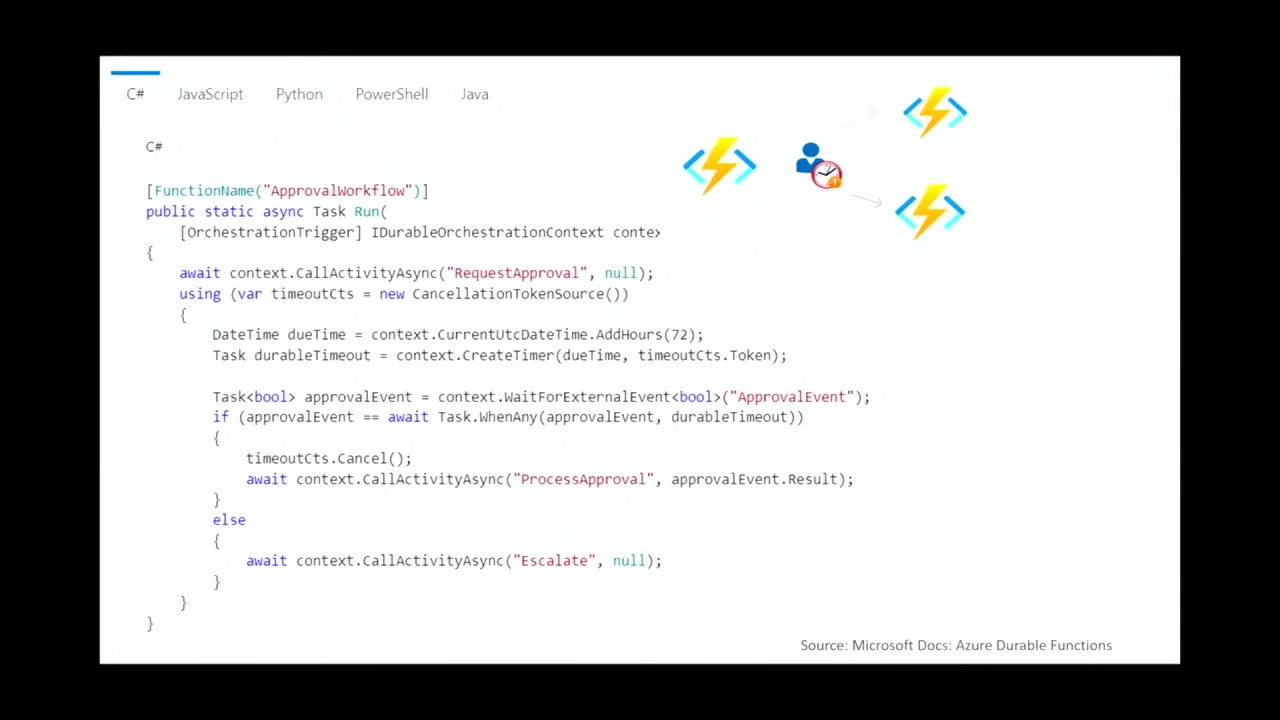 C# JavaScript Python PowerShell Java
C#
[FunctionName("ApprovalWorkflow")]
public static async Task Run(
    [OrchestrationTrigger] IDurableOrchestrationContext conte
{
    await context.CallActivityAsync("RequestApproval", null);
    using (var timeoutCts = new CancellationTokenSource())
    {
        DateTime dueTime = context.CurrentUtcDateTime.AddHours(72);
        Task durableTimeout = context.CreateTimer(dueTime, timeoutCts.Token);
        Task<bool> approvalEvent = context.WaitForExternalEvent<bool>("ApprovalEvent");
        if (approvalEvent == await Task.WhenAny(approvalEvent, durableTimeout))
        {
            timeoutCts.Cancel();
            await context.CallActivityAsync("ProcessApproval", approvalEvent.Result);
        }
        else
        {
            await context.CallActivityAsync("Escalate", null);
        }
    }
}
Source: Microsoft Docs: Azure Durable Functions